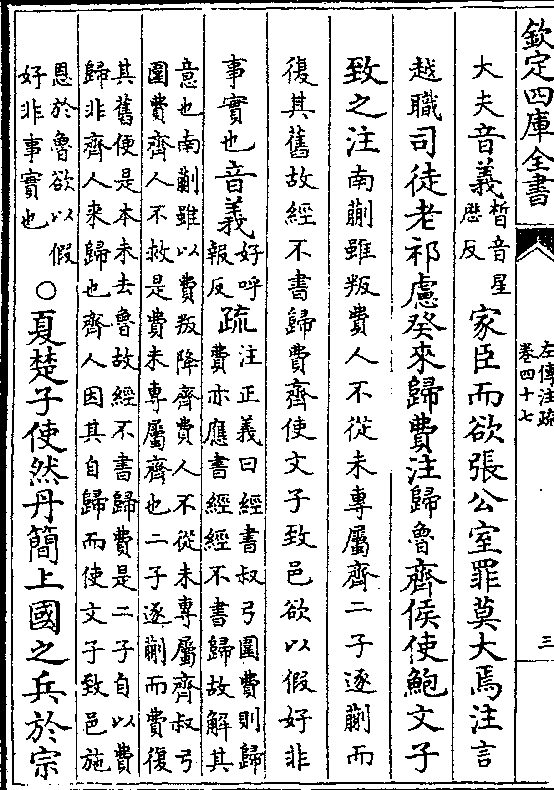 欽定四庫全書
左傳注疏
卷四十七
三
大夫音義晳音星
歴反
家臣而欲張公室罪莫大焉注言
越職司徒老祁慮癸來歸費注歸魯齊侯使鮑文子
致之注南蒯雖叛費人不從未專屬齊二子逐蒯而
復其舊故經不書歸費齊使文子致邑欲以假好非
事實也音義好呼
報反
疏注正義曰經書叔弓圍費則歸
費亦應書經經不書歸故解其
意也南蒯雖以費叛降齊費人不從未專屬齊叔弓
圍費齊人不救是費未專屬齊也二子逐蒯而費復
其舊便是本未去魯故經不書歸費是二子自以費
歸非齊人來歸也齊人因其自歸而使文子致邑施
恩於魯欲以假
好非事實也
○夏楚子使然丹簡上國之兵於宗